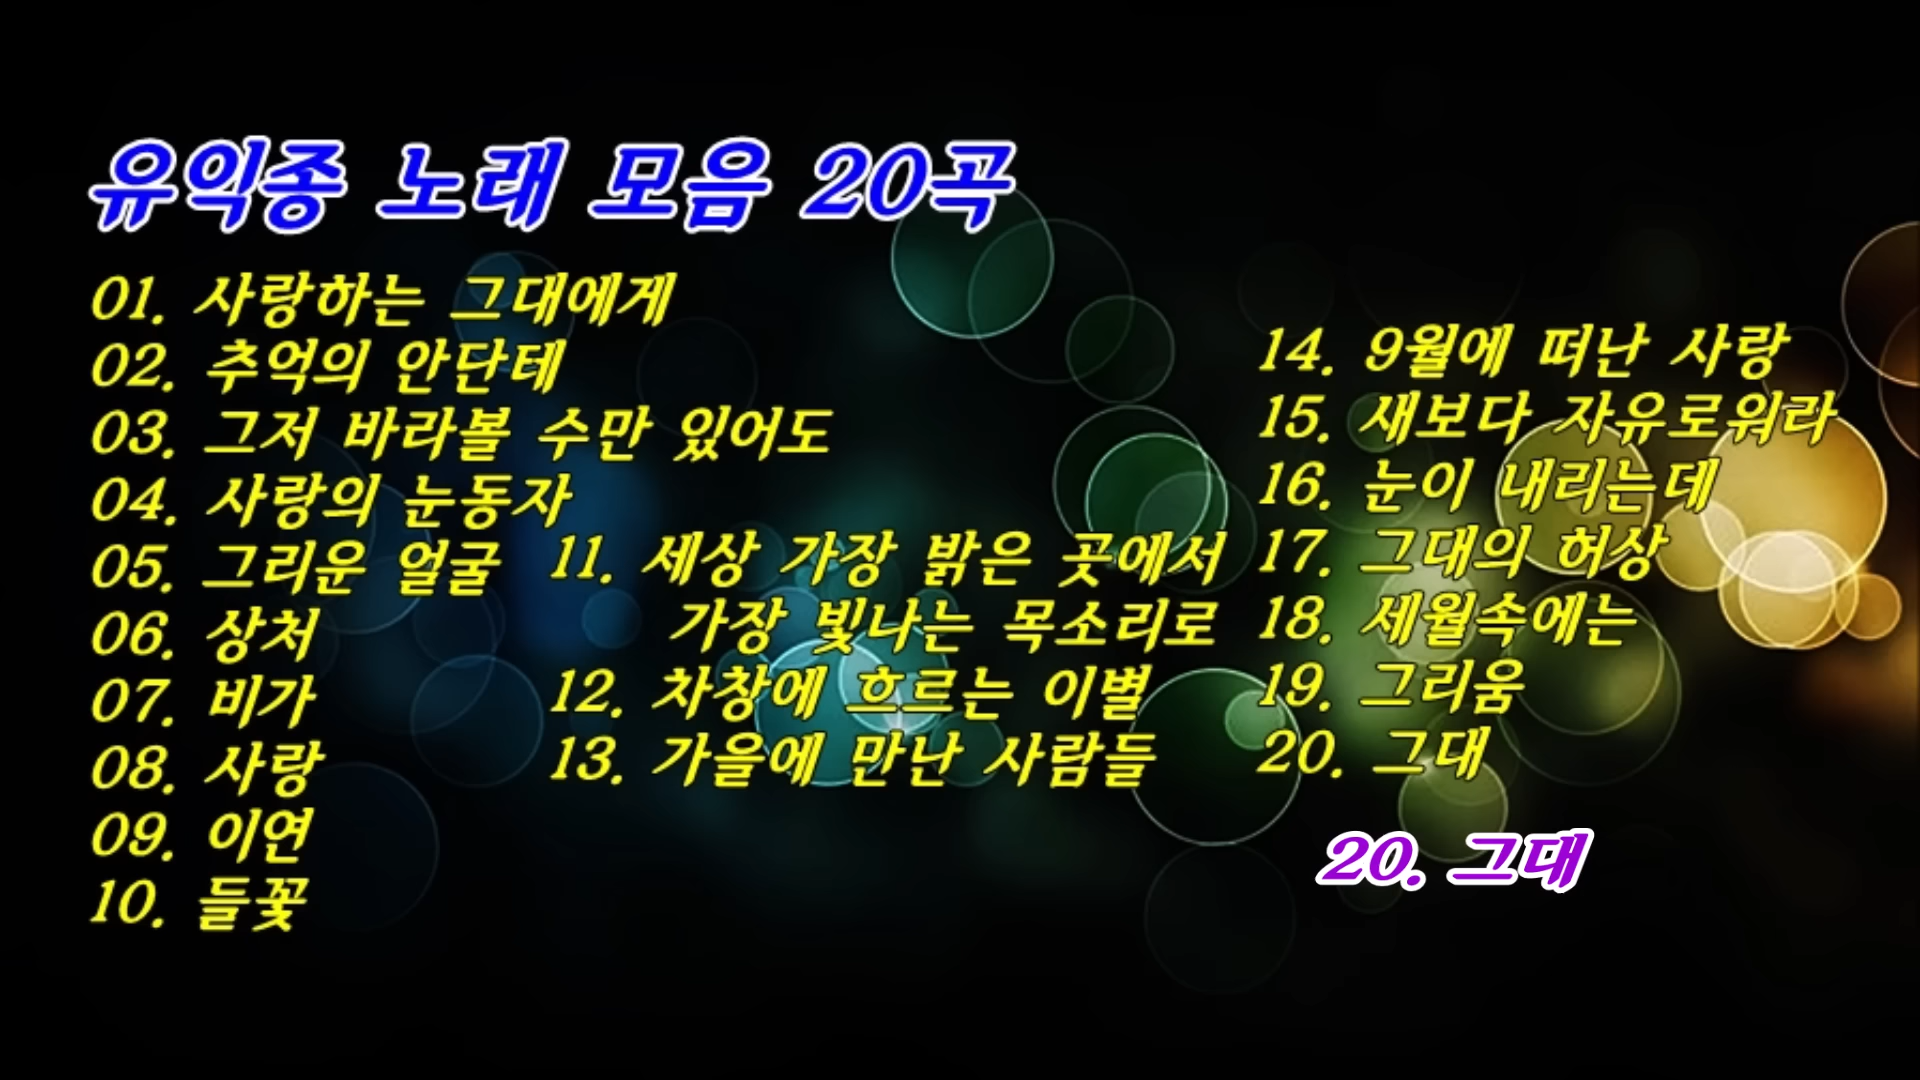 유익종 노래 모음 20곡
01. 사랑하는 그대에게
02. 추억의 안단테
03. 그저 바라볼 수만 있어도
04. 사랑의 눈동자
05. 그리운 얼굴
06. 상처
07. 비가
08. 사랑
09. 이연
10. 들꽃
11. 세상 가장 밝은 곳에서
가장 빛나는 목소리로
12. 차창에 흐르는 이별
13. 가을에 만난 사람들
14. 9월에 떠난 사랑
15. 새보다 자유로워라
16. 눈이 내리는데
17. 그대의 허상
18. 세월속에는
19. 그리움
20. 그대
20. 그대